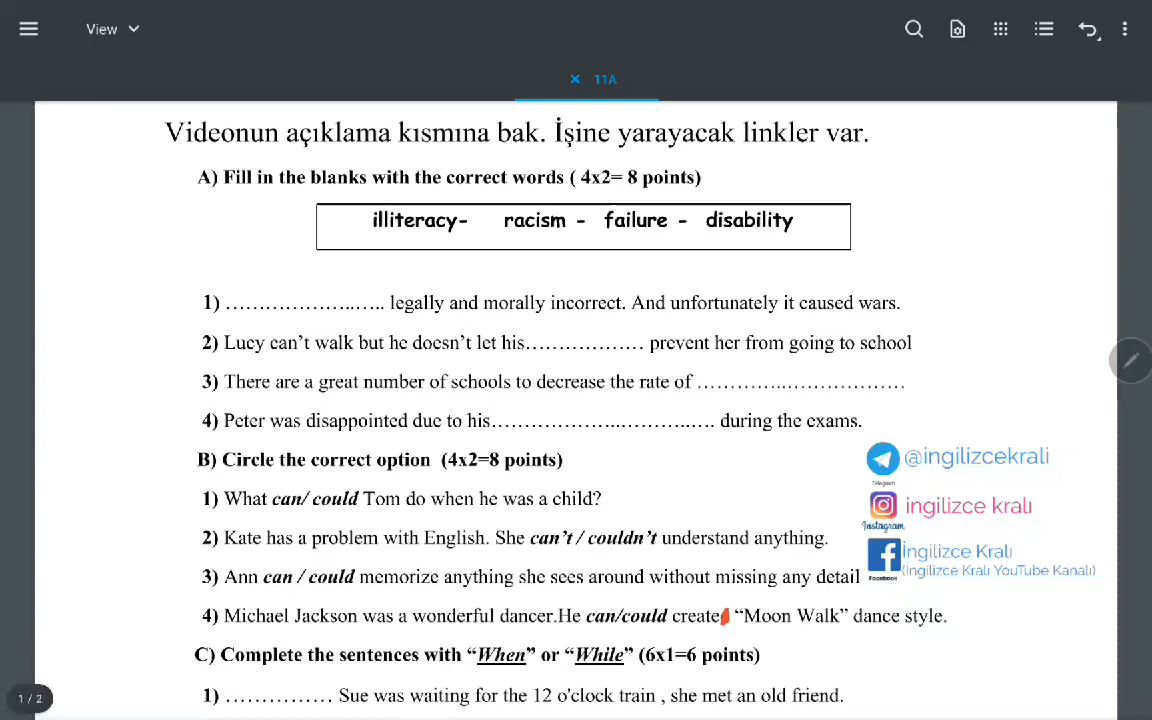 View
11A
Videonun açıklama kısmına bak. İşine yarayacak linkler var.
A) Fill in the blanks with the correct words ( 4x2= 8 points)
illiteracy- racism - failure - disability
1) ………………..….. legally and morally incorrect. And unfortunately it caused wars.
2) Lucy can’t walk but he doesn’t let his……………… prevent her from going to school
3) There are a great number of schools to decrease the rate of …………..………………
4) Peter was disappointed due to his………………..………..…. during the exams.
B) Circle the correct option (4x2=8 points)
@ingilizcekrali
Telegram
1) What can/ could Tom do when he was a child?
ingilizce kralı
Instagram
2) Kate has a problem with English. She can’t / couldn’t understand anything.
İngilizce Kralı
(Ingilizce Kralı YouTube Kanalı)
Facebook
3) Ann can / could memorize anything she sees around without missing any detail
4) Michael Jackson was a wonderful dancer.He can/could create “Moon Walk” dance style.
C) Complete the sentences with “When” or “While” (6x1=6 points)
1) …………… Sue was waiting for the 12 o'clock train , she met an old friend.
1 / 2